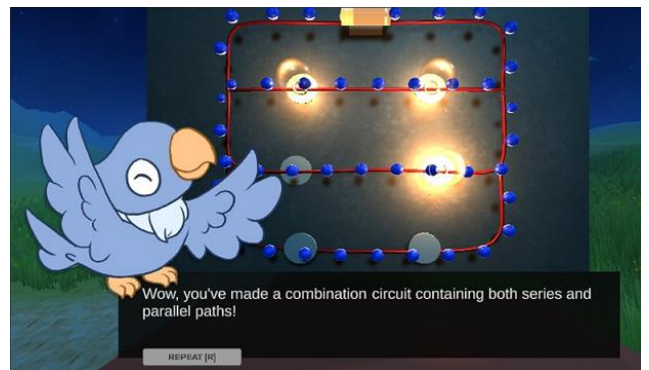 Wow, you've made a combination circuit containing both series and
parallel paths!
REPEAT [R]